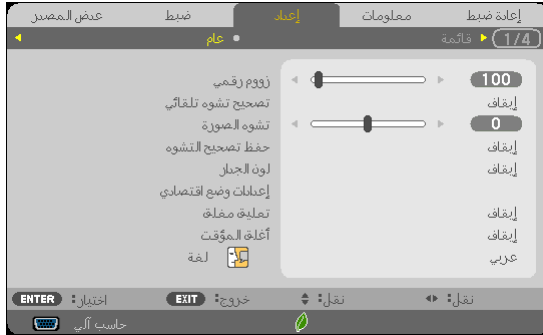 عرض المصدر ضبط إعداد معلومات إعادة ضبط
عام قائمة 1/4
زووم رقمي 100
تصحيح تشوه تلقائي إيقاف
تشوه الصورة 0
حفظ تصحيح التشوه إيقاف
لون الجدار إيقاف
إعدادات وضع اقتصادي
تعليق مغلق إيقاف
أغلق المؤقت إيقاف
لغة عربي
ENTER اختيار: EXIT خروج: نقل: نقل:
حاسب آلي